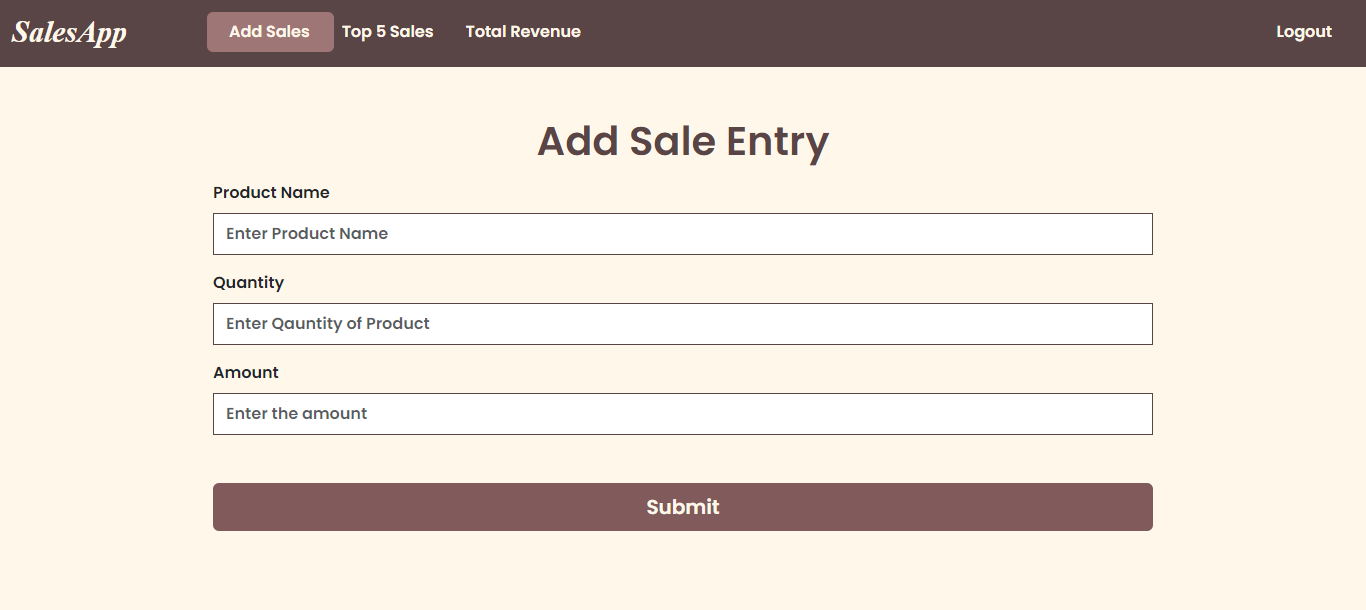 SalesApp Add Sales Top 5 Sales Total Revenue Logout
Add Sale Entry
Product Name
Enter Product Name
Quantity
Enter Qauntity of Product
Amount
Enter the amount
Submit